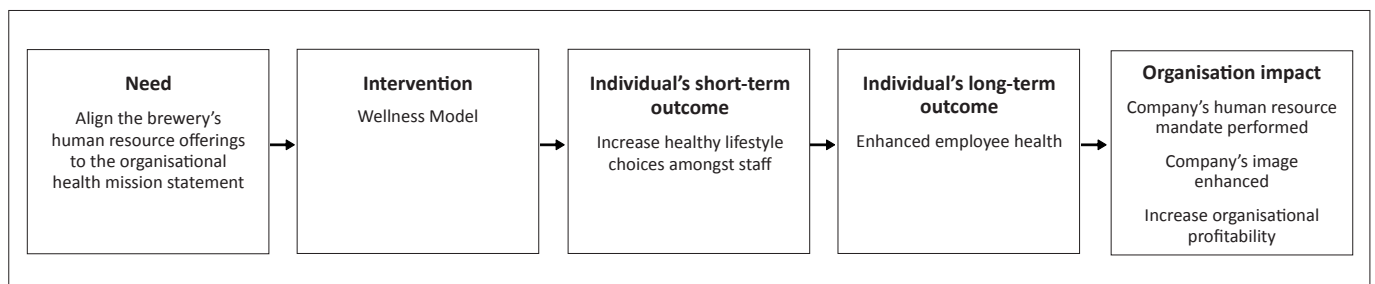 Need
Align the brewery's
human resource offerings
to the organisational
health mission statement
Intervention
Wellness Model
Individual's short-term
outcome
Increase healthy lifestyle
choices amongst staff
Individual's long-term
outcome
Enhanced employee health
Organisation impact
Company's human resource
mandate performed
Company's image
enhanced
Increase organisational
profitability